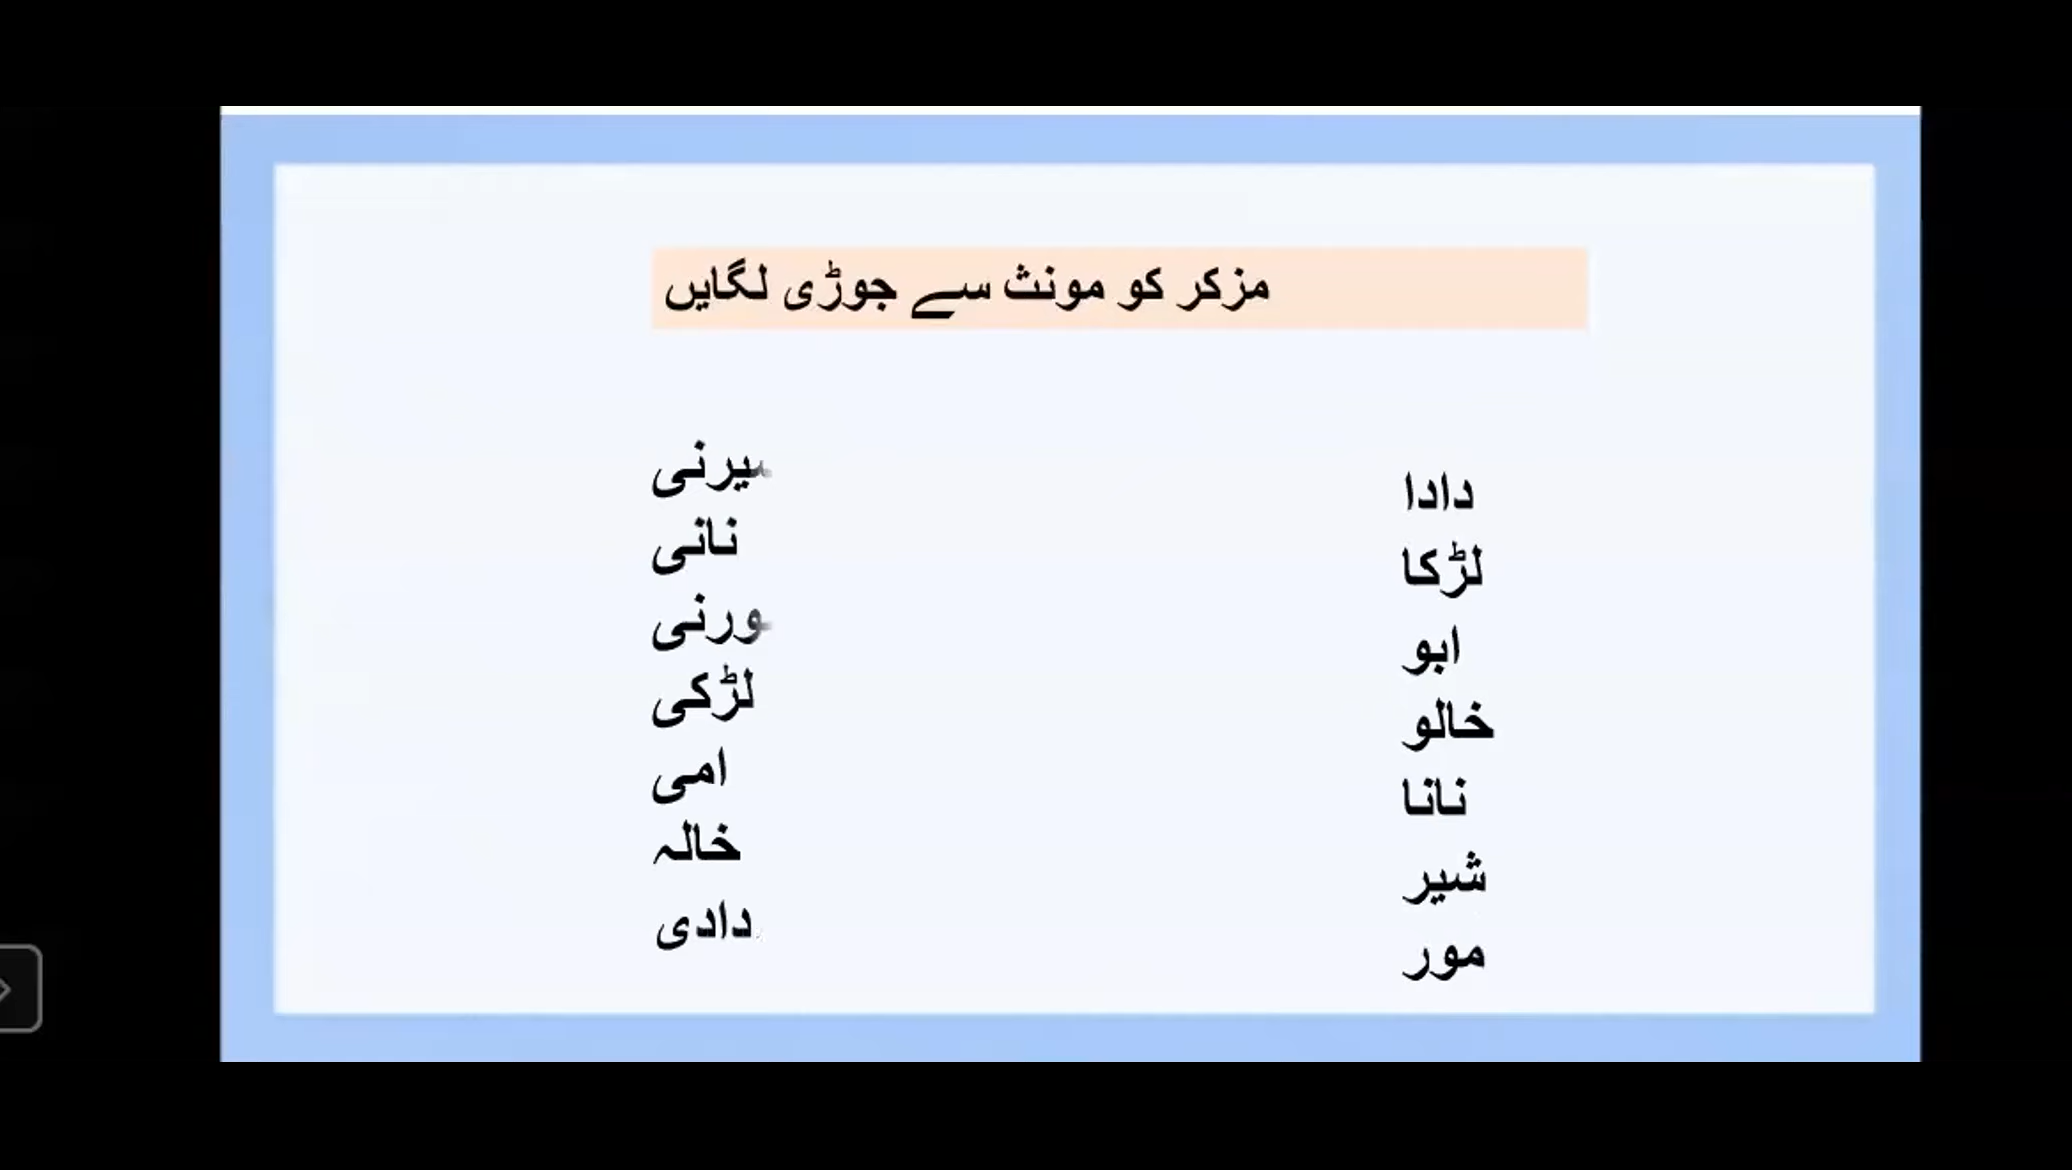 مزکر کو مونث سے جوڑی لگایں
دادا
لڑکا
ابو
خالو
نانا
شیر
مور
نانی
لڑکی
امی
خالہ
دادی